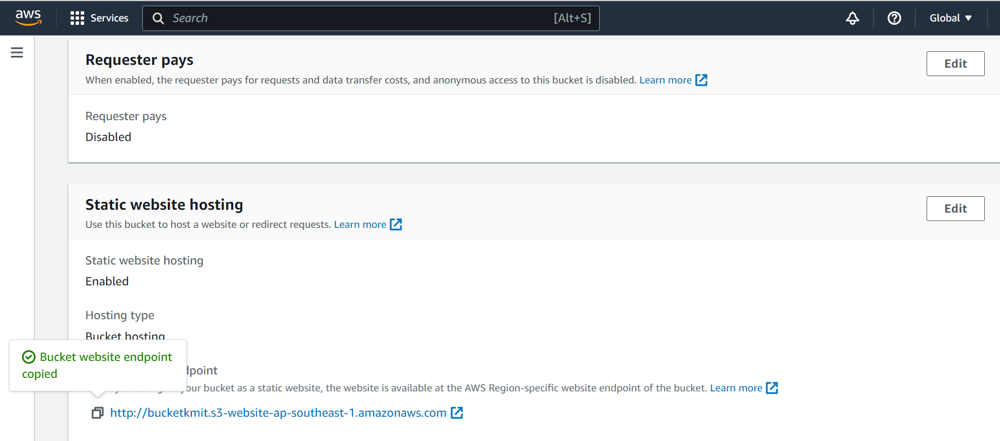 aws Services Search [Alt+S] Global
Requester pays
Edit
When enabled, the requester pays for requests and data transfer costs, and anonymous access to this bucket is disabled. Learn more
Requester pays
Disabled
Static website hosting
Edit
Use this bucket to host a website or redirect requests. Learn more
Static website hosting
Enabled
Hosting type
Bucket hosting
Bucket website endpoint
copied
dpoint
your bucket as a static website, the website is available at the AWS Region-specific website endpoint of the bucket. Learn more
http://bucketkmit.s3-website-ap-southeast-1.amazonaws.com